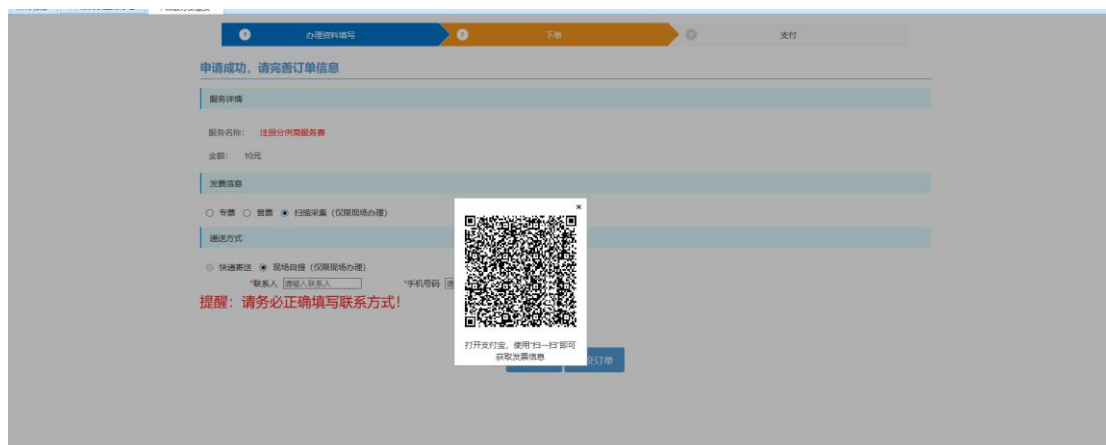 1 办理资料填写 2 下单 3 支付
申请成功，请完善订单信息
服务详情
服务名称： 注册分供商服务费
金额： 10元
发票信息
专票 普票 扫描采集（仅限现场办理）
递送方式
快递寄送 现场自提（仅限现场办理）
*联系人 请输入联系人 *手机号码
提醒：请务必正确填写联系方式！
×
打开支付宝，使用“扫一扫”即可
获取发票信息
交订单